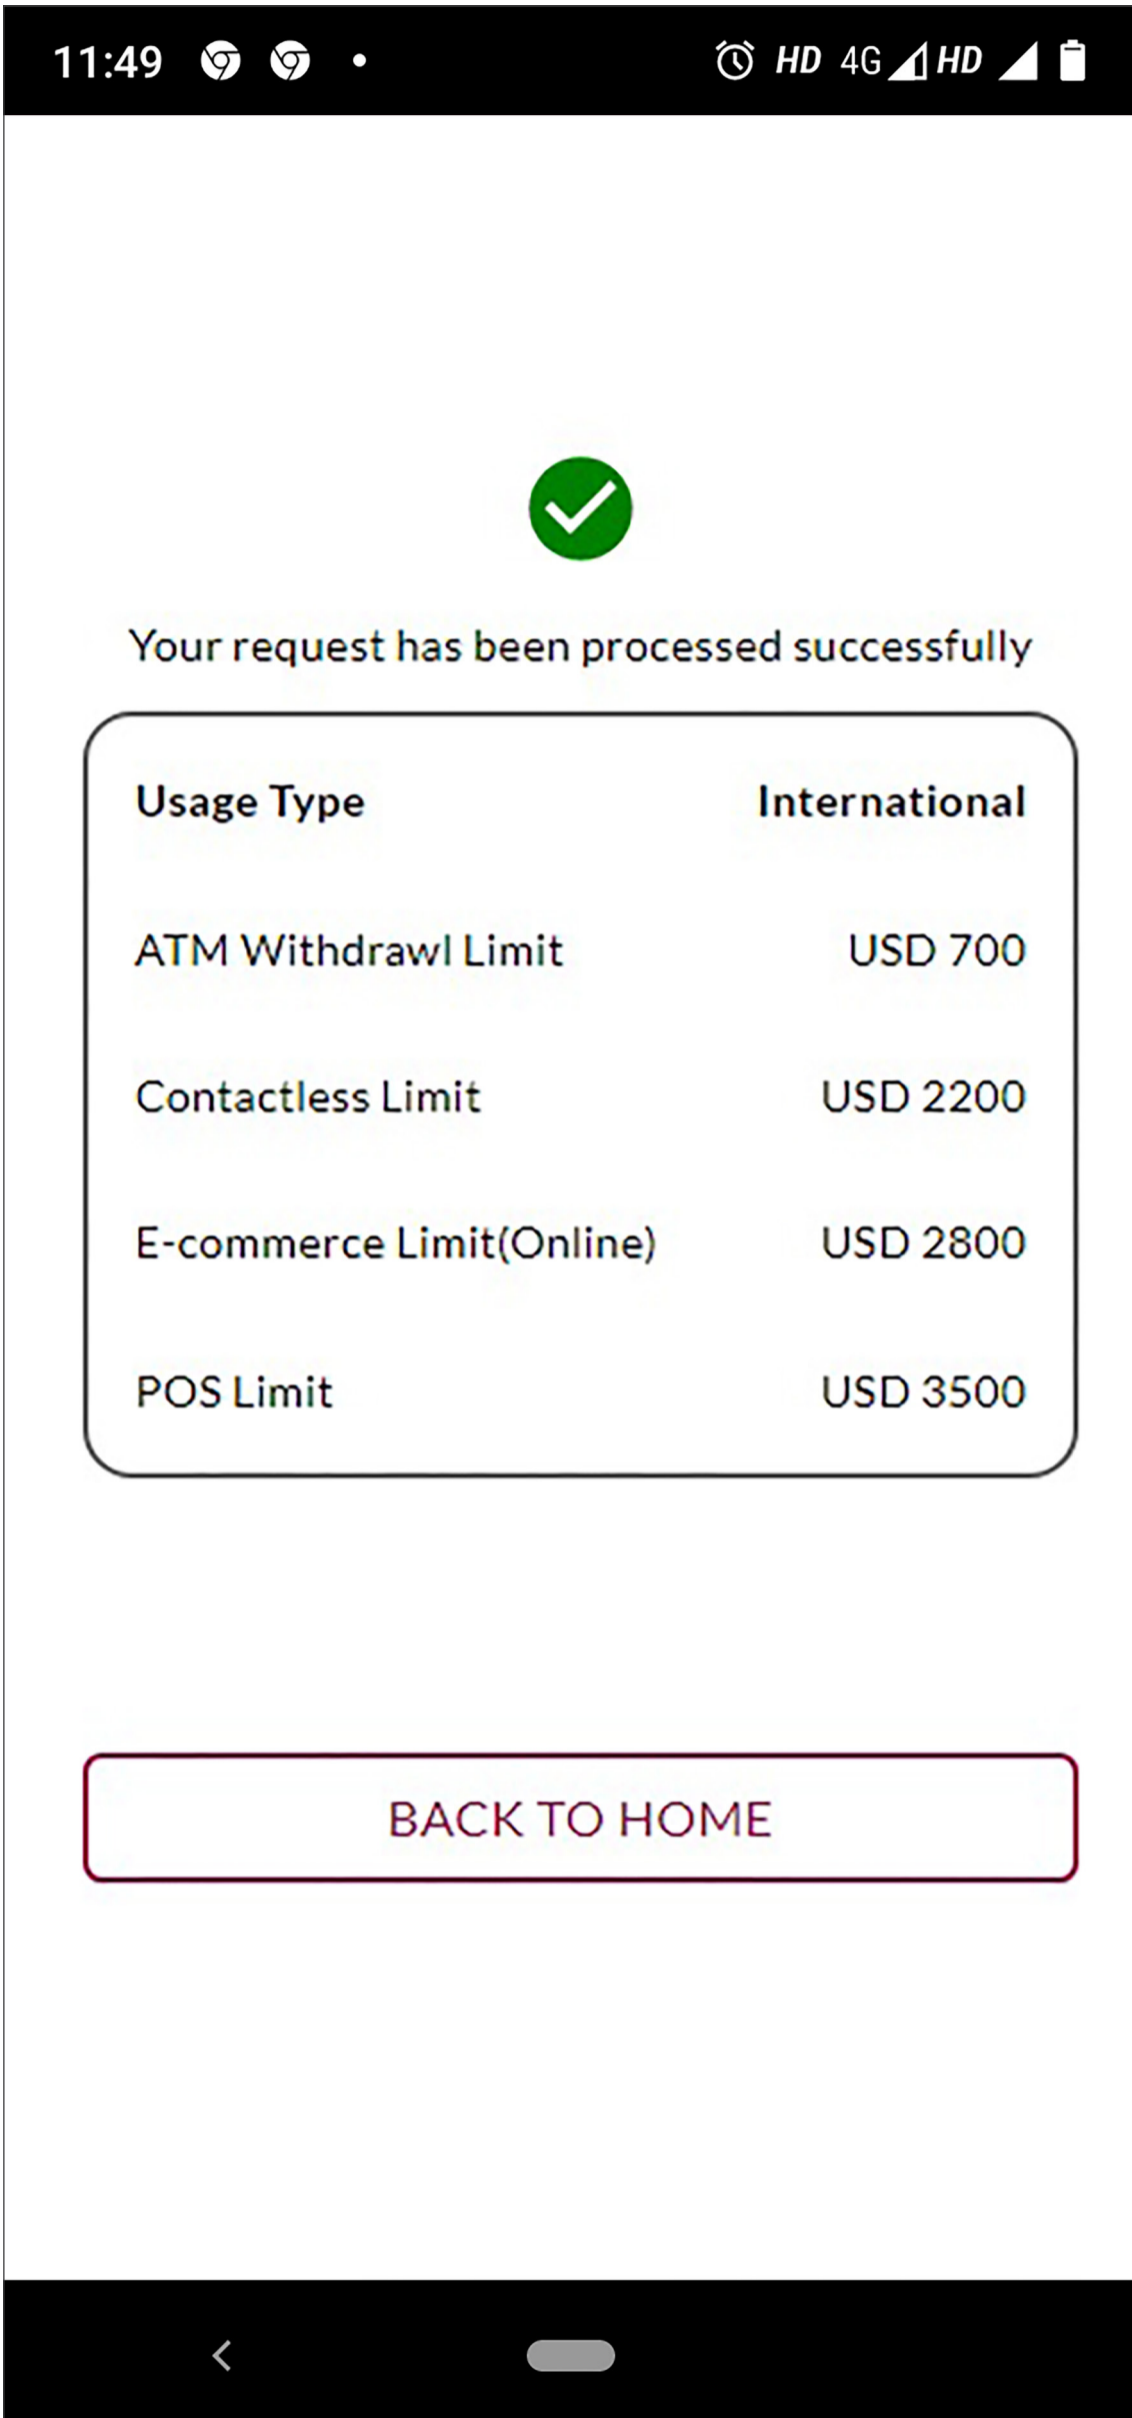 11:49 HD 4G HD
Your request has been processed successfully
Usage Type International
ATM Withdrawl Limit USD 700
Contactless Limit USD 2200
E-commerce Limit(Online) USD 2800
POS Limit USD 3500
BACK TO HOME